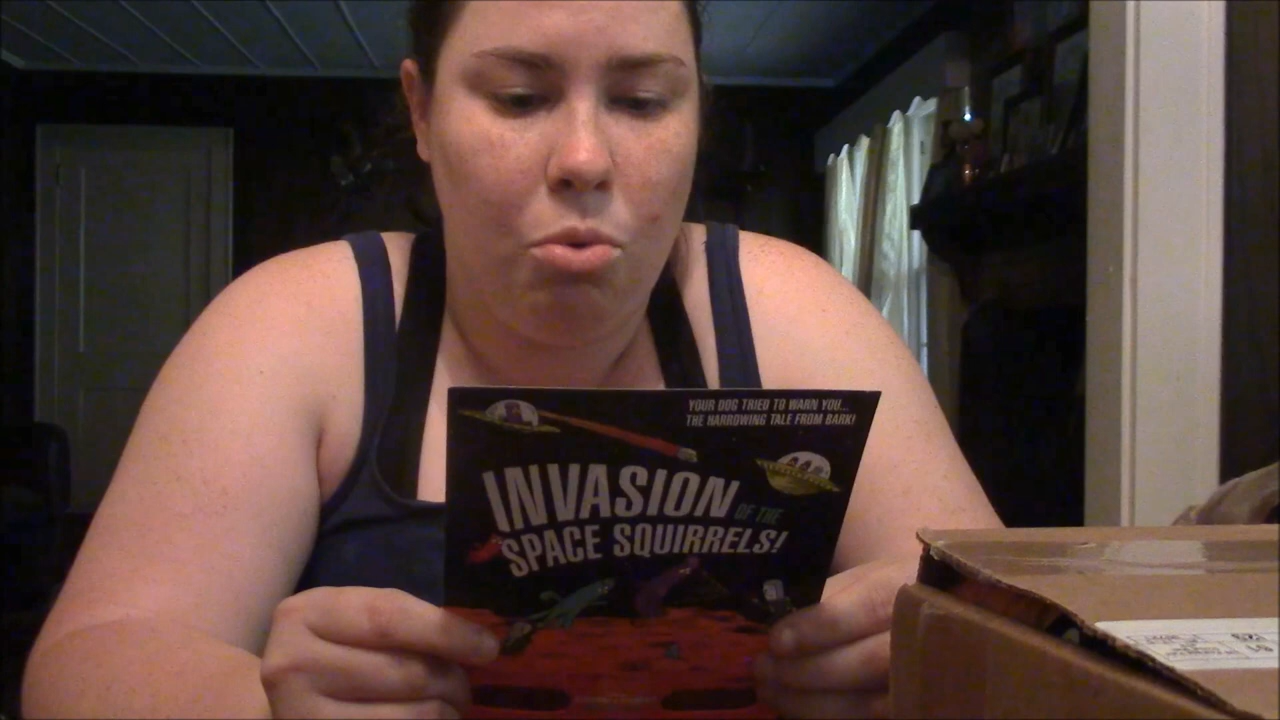 YOUR DOG TRIED TO WARN YOU...
THE HARROWING TALE FROM BARK!
INVASION OF THE
SPACE SQUIRRELS!